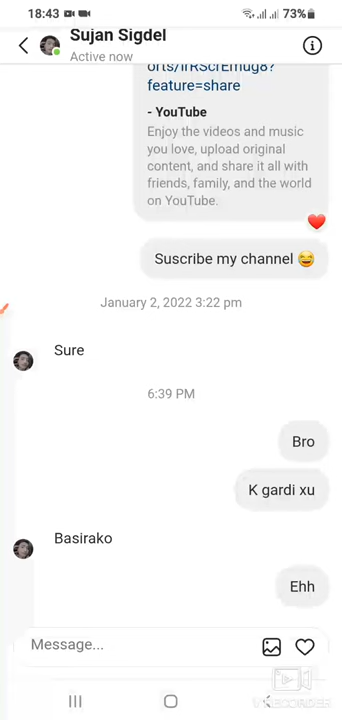 18:43
73%
Sujan Sigdel
Active now
feature=share
- YouTube
Enjoy the videos and music
you love, upload original
content, and share it all with
friends, family, and the world
on YouTube.
Suscribe my channel 😂
January 2, 2022 3:22 pm
Sure
6:39 PM
Bro
K gardi xu
Basirako
Ehh
Message...